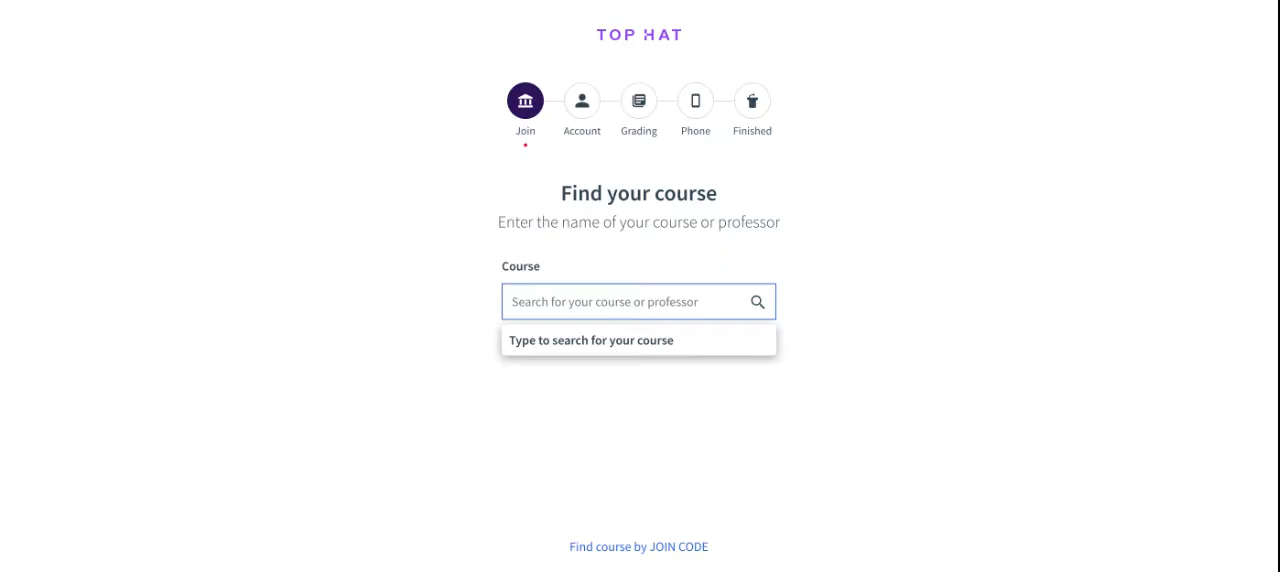 TOP HAT
Join Account Grading Phone Finished
Find your course
Enter the name of your course or professor
Course
Search for your course or professor
Type to search for your course
Find course by JOIN CODE